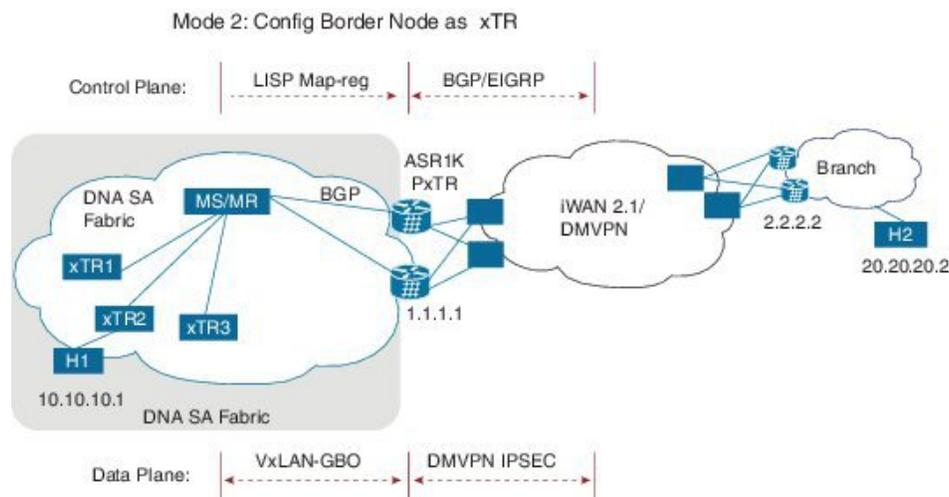 Mode 2: Config Border Node as xTR
Control Plane:
LISP Map-reg
BGP/EIGRP
DNA SA
Fabric
MS/MR
BGP
ASR1K
PxTR
iWAN 2.1/
DMVPN
Branch
xTR1
xTR2
xTR3
H1
10.10.10.1
1.1.1.1
2.2.2.2
H2
20.20.20.2
DNA SA Fabric
Data Plane:
VxLAN-GBO
DMVPN IPSEC